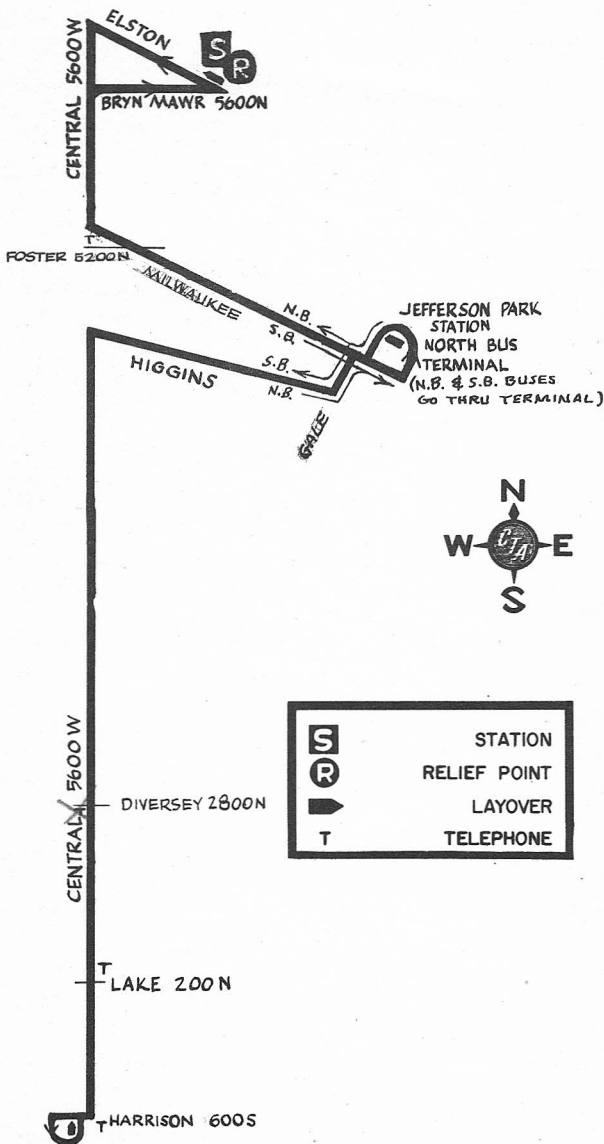 ELSTON
CENTRAL 5600W
S
R
BRYN MAWR 5600N
T
FOSTER 5200N
MILWAUKEE
N.B.
S.B.
JEFFERSON PARK
STATION
NORTH BUS
TERMINAL
(N.B. & S.B. BUSES
GO THRU TERMINAL)
HIGGINS
S.B.
N.B.
GALE
N
W CTA E
S
CENTRAL 5600W
DIVERSEY 2800N
S STATION
R RELIEF POINT
LAYOVER
T TELEPHONE
T
LAKE 200N
T HARRISON 600S